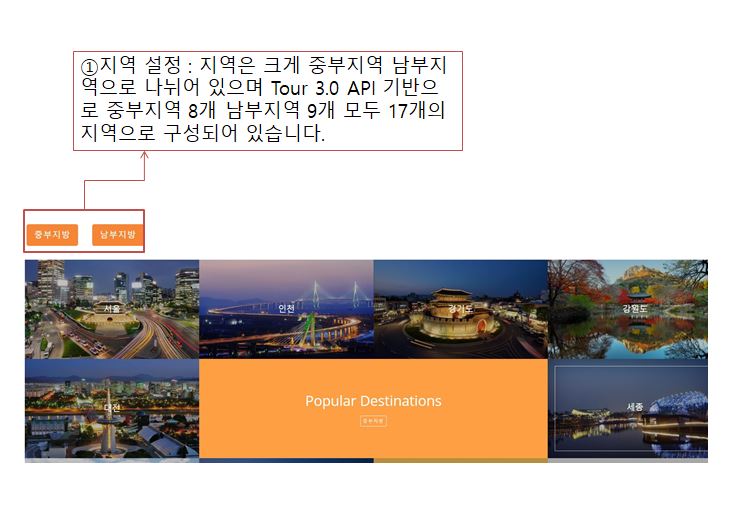 ①지역 설정 : 지역은 크게 중부지역 남부지
역으로 나뉘어 있으며 Tour 3.0 API 기반으
로 중부지역 8개 남부지역 9개 모두 17개의
지역으로 구성되어 있습니다.
중부지방 남부지방
서울 인천 경기도 강원도
대전 Popular Destinations 세종
중부지방